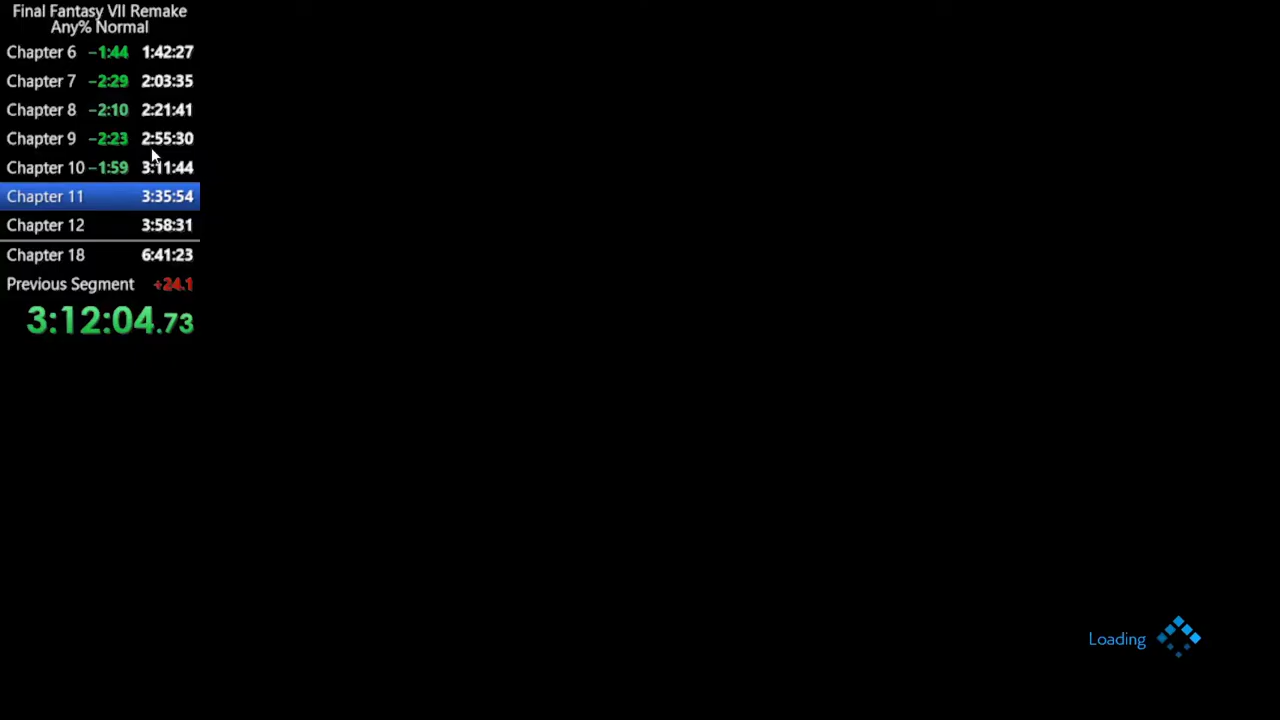 Final Fantasy VII Remake
Any% Normal
Chapter 6 -1:44 1:42:27
Chapter 7 -2:29 2:03:35
Chapter 8 -2:10 2:21:41
Chapter 9 -2:23 2:55:30
Chapter 10 -1:59 3:11:44
Chapter 11 3:35:54
Chapter 12 3:58:31
Chapter 18 6:41:23
Previous Segment +24.1
3:12:04.73
Loading